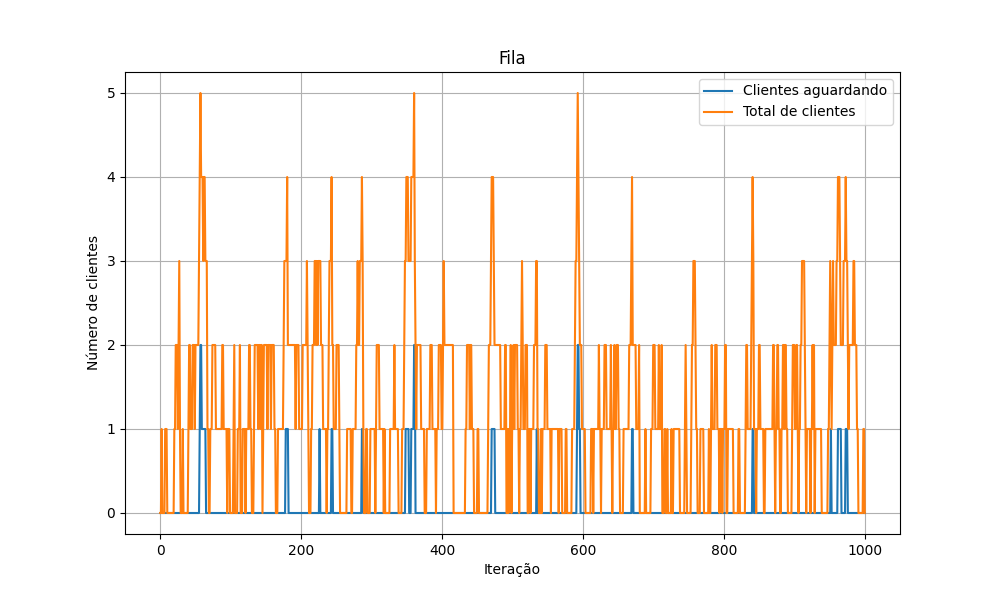 Fila
Clientes aguardando
Total de clientes
Número de clientes
5
4
3
2
1
0
0
200
400
600
800
1000
Iteração